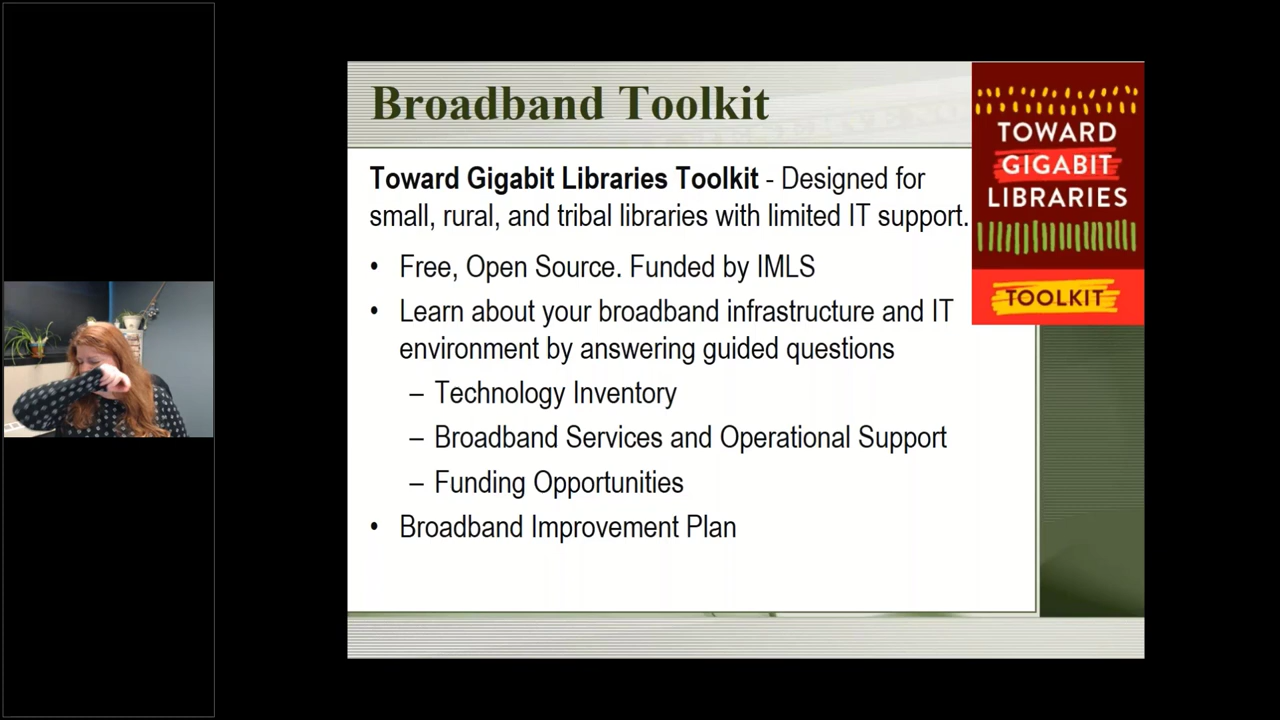 Broadband Toolkit
Toward Gigabit Libraries Toolkit - Designed for
small, rural, and tribal libraries with limited IT support.
• Free, Open Source. Funded by IMLS
• Learn about your broadband infrastructure and IT
environment by answering guided questions
– Technology Inventory
– Broadband Services and Operational Support
– Funding Opportunities
• Broadband Improvement Plan
TOWARD
GIGABIT
LIBRARIES
TOOLKIT